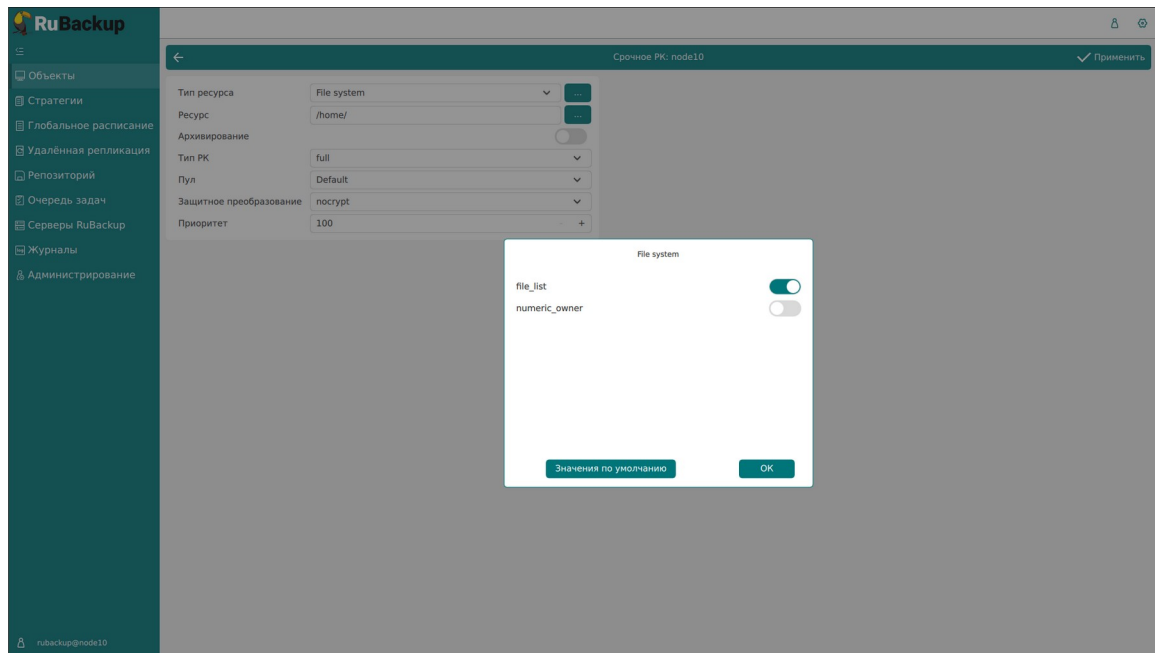 RuBackup
Срочное РК: node10
Применить
Объекты
Стратегии
Глобальное расписание
Удалённая репликация
Репозиторий
Очередь задач
Серверы RuBackup
Журналы
Администрирование
Тип ресурса File system ...
Ресурс /home/ ...
Архивирование
Тип РК full
Пул Default
Защитное преобразование nocrypt
Приоритет 100 +
File system
file_list
numeric_owner
Значения по умолчанию OK
rubackup@node10